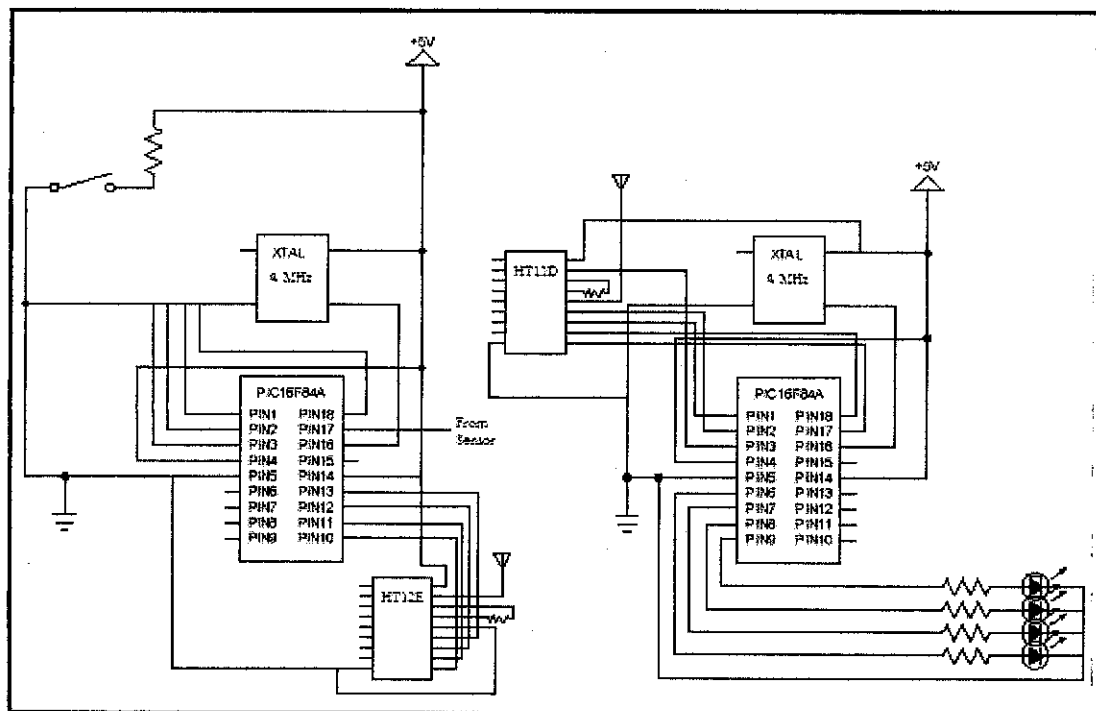 +5V
XTAL
4 MHz
PIC16F84A
PIN1 PIN18
PIN2 PIN17
PIN3 PIN16
PIN4 PIN15
PIN5 PIN14
PIN6 PIN13
PIN7 PIN12
PIN8 PIN11
PIN9 PIN10
From
Sensor
HT12E
+5V
HT12D
XTAL
4 MHz
PIC16F84A
PIN1 PIN18
PIN2 PIN17
PIN3 PIN16
PIN4 PIN15
PIN5 PIN14
PIN6 PIN13
PIN7 PIN12
PIN8 PIN11
PIN9 PIN10